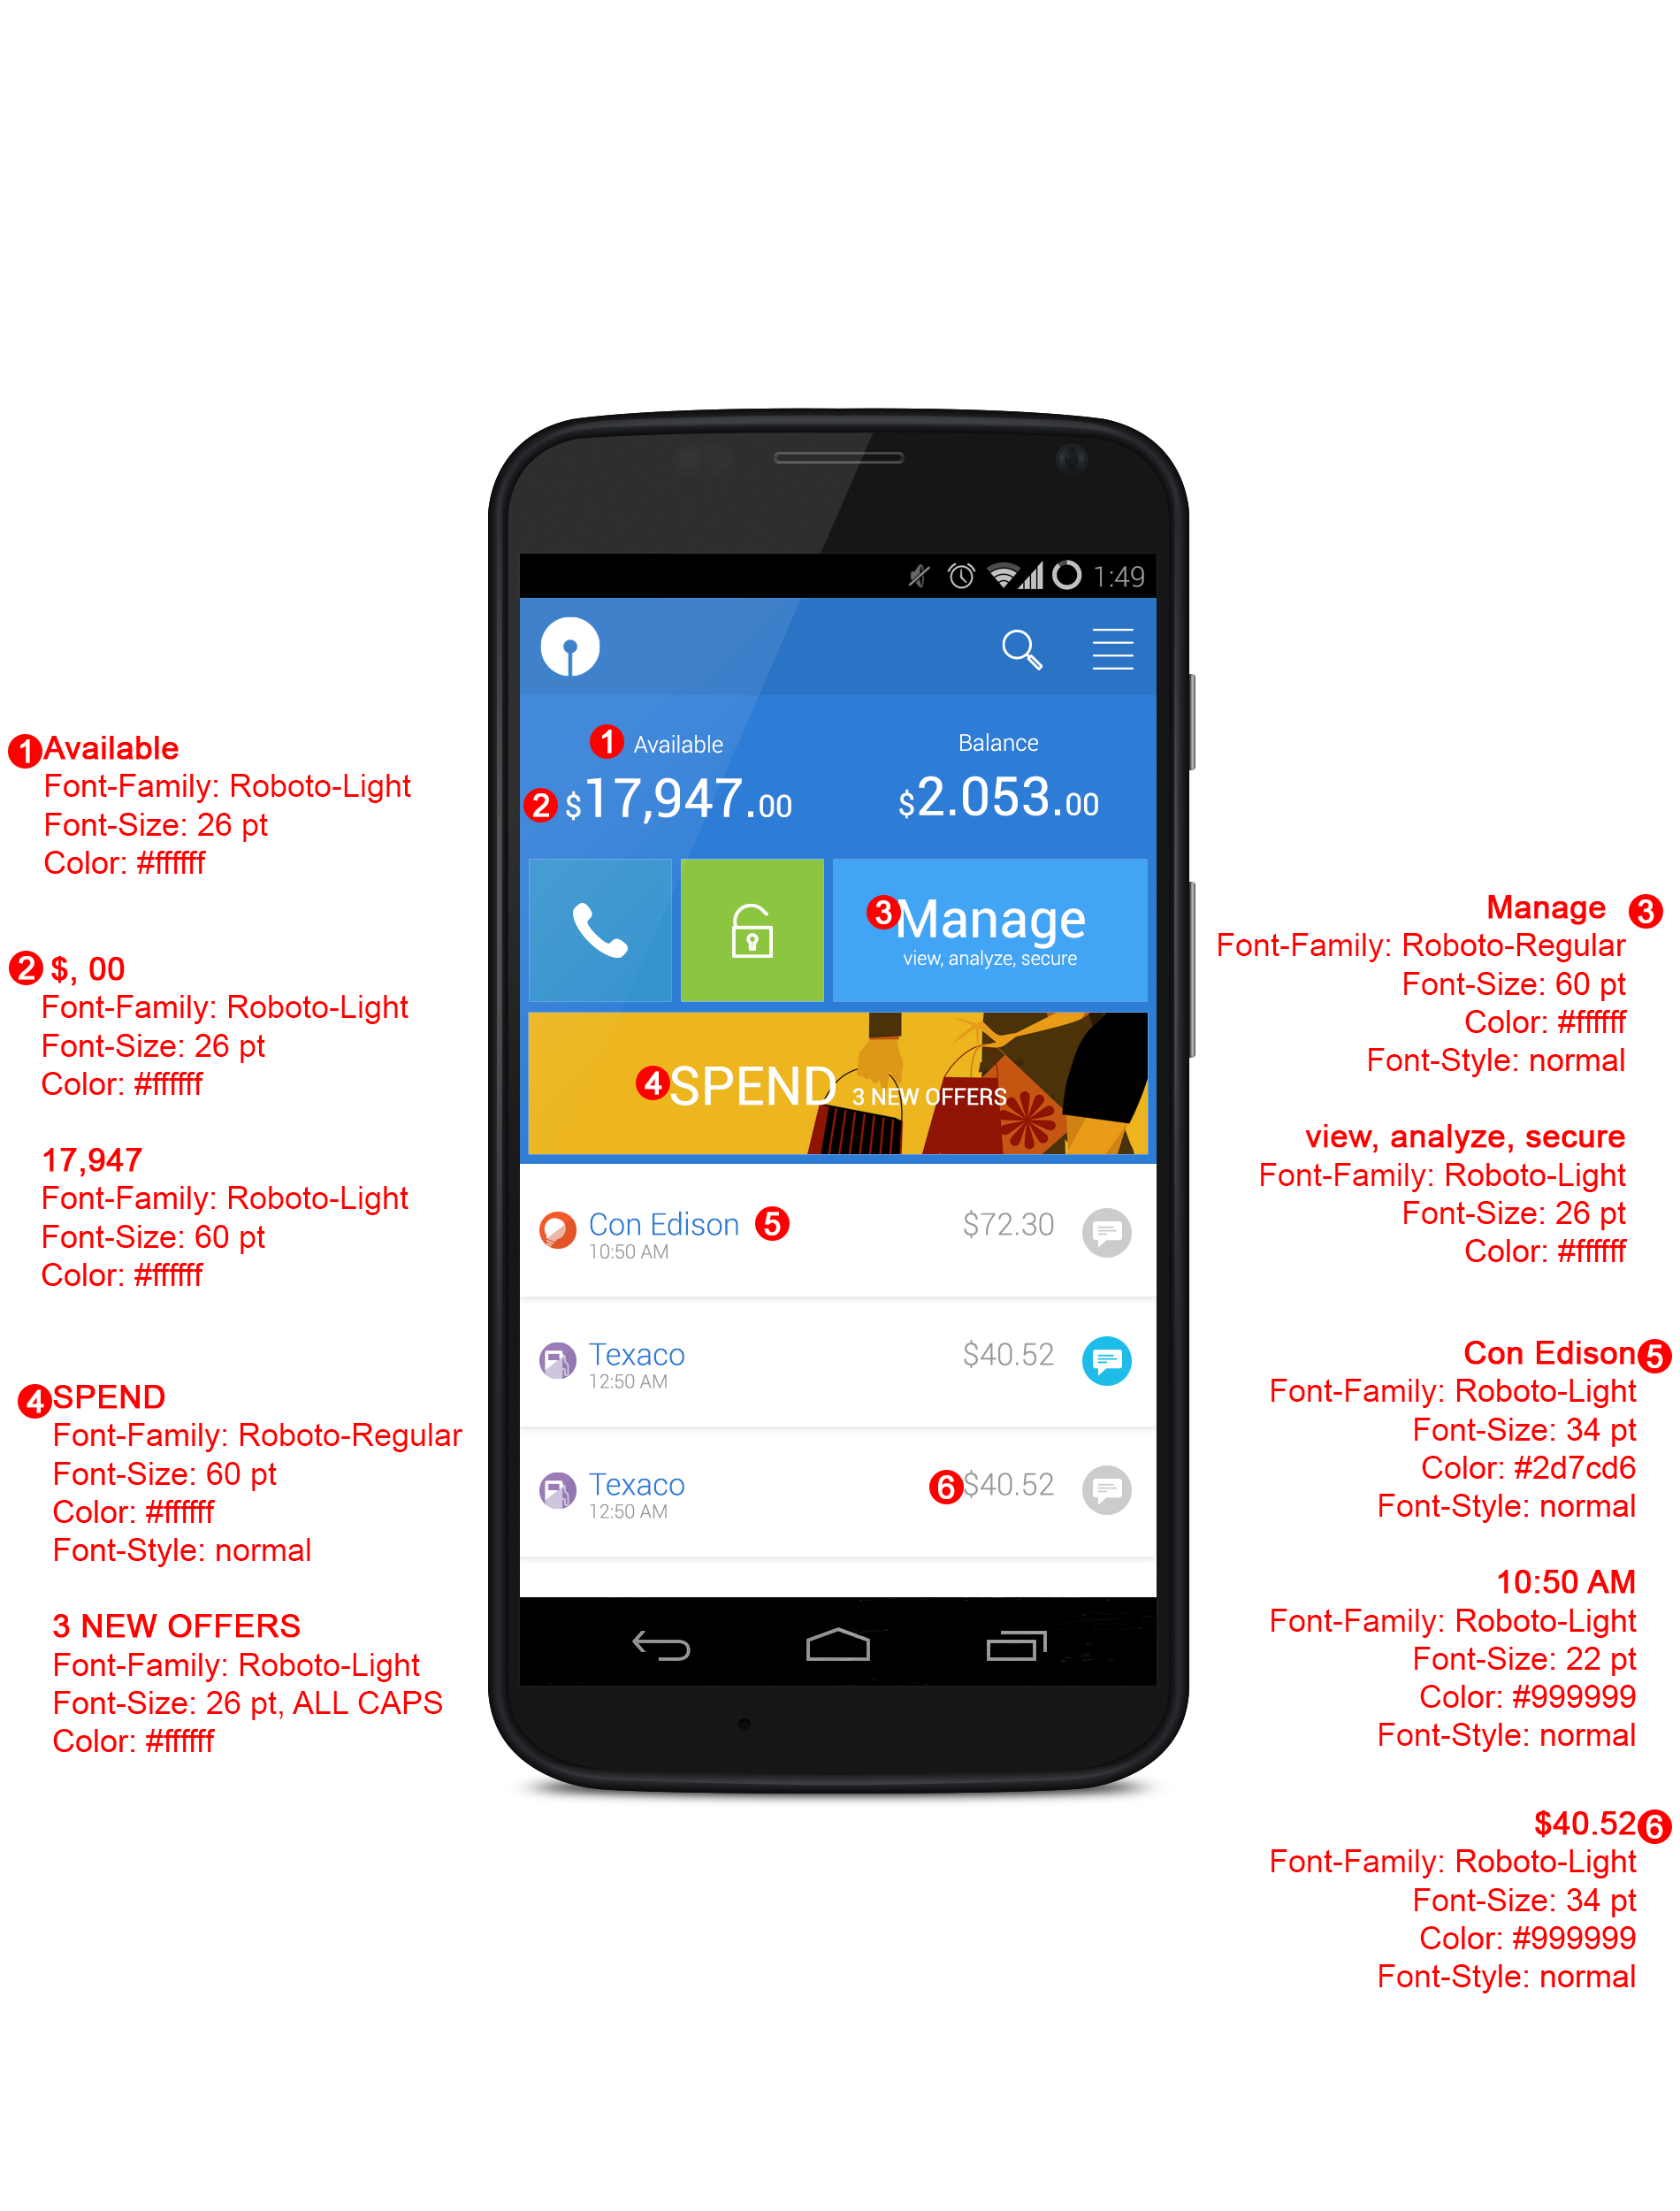 1:49
1 Available
Balance
2 $17,947.00
$2.053.00
3 Manage
view, analyze, secure
4 SPEND 3 NEW OFFERS
Con Edison 5 $72.30
10:50 AM
Texaco $40.52
12:50 AM
Texaco 6 $40.52
12:50 AM
1 Available
Font-Family: Roboto-Light
Font-Size: 26 pt
Color: #ffffff
2 $, 00
Font-Family: Roboto-Light
Font-Size: 26 pt
Color: #ffffff
17,947
Font-Family: Roboto-Light
Font-Size: 60 pt
Color: #ffffff
4 SPEND
Font-Family: Roboto-Regular
Font-Size: 60 pt
Color: #ffffff
Font-Style: normal
3 NEW OFFERS
Font-Family: Roboto-Light
Font-Size: 26 pt, ALL CAPS
Color: #ffffff
Manage 3
Font-Family: Roboto-Regular
Font-Size: 60 pt
Color: #ffffff
Font-Style: normal
view, analyze, secure
Font-Family: Roboto-Light
Font-Size: 26 pt
Color: #ffffff
Con Edison 5
Font-Family: Roboto-Light
Font-Size: 34 pt
Color: #2d7cd6
Font-Style: normal
10:50 AM
Font-Family: Roboto-Light
Font-Size: 22 pt
Color: #999999
Font-Style: normal
$40.52 6
Font-Family: Roboto-Light
Font-Size: 34 pt
Color: #999999
Font-Style: normal